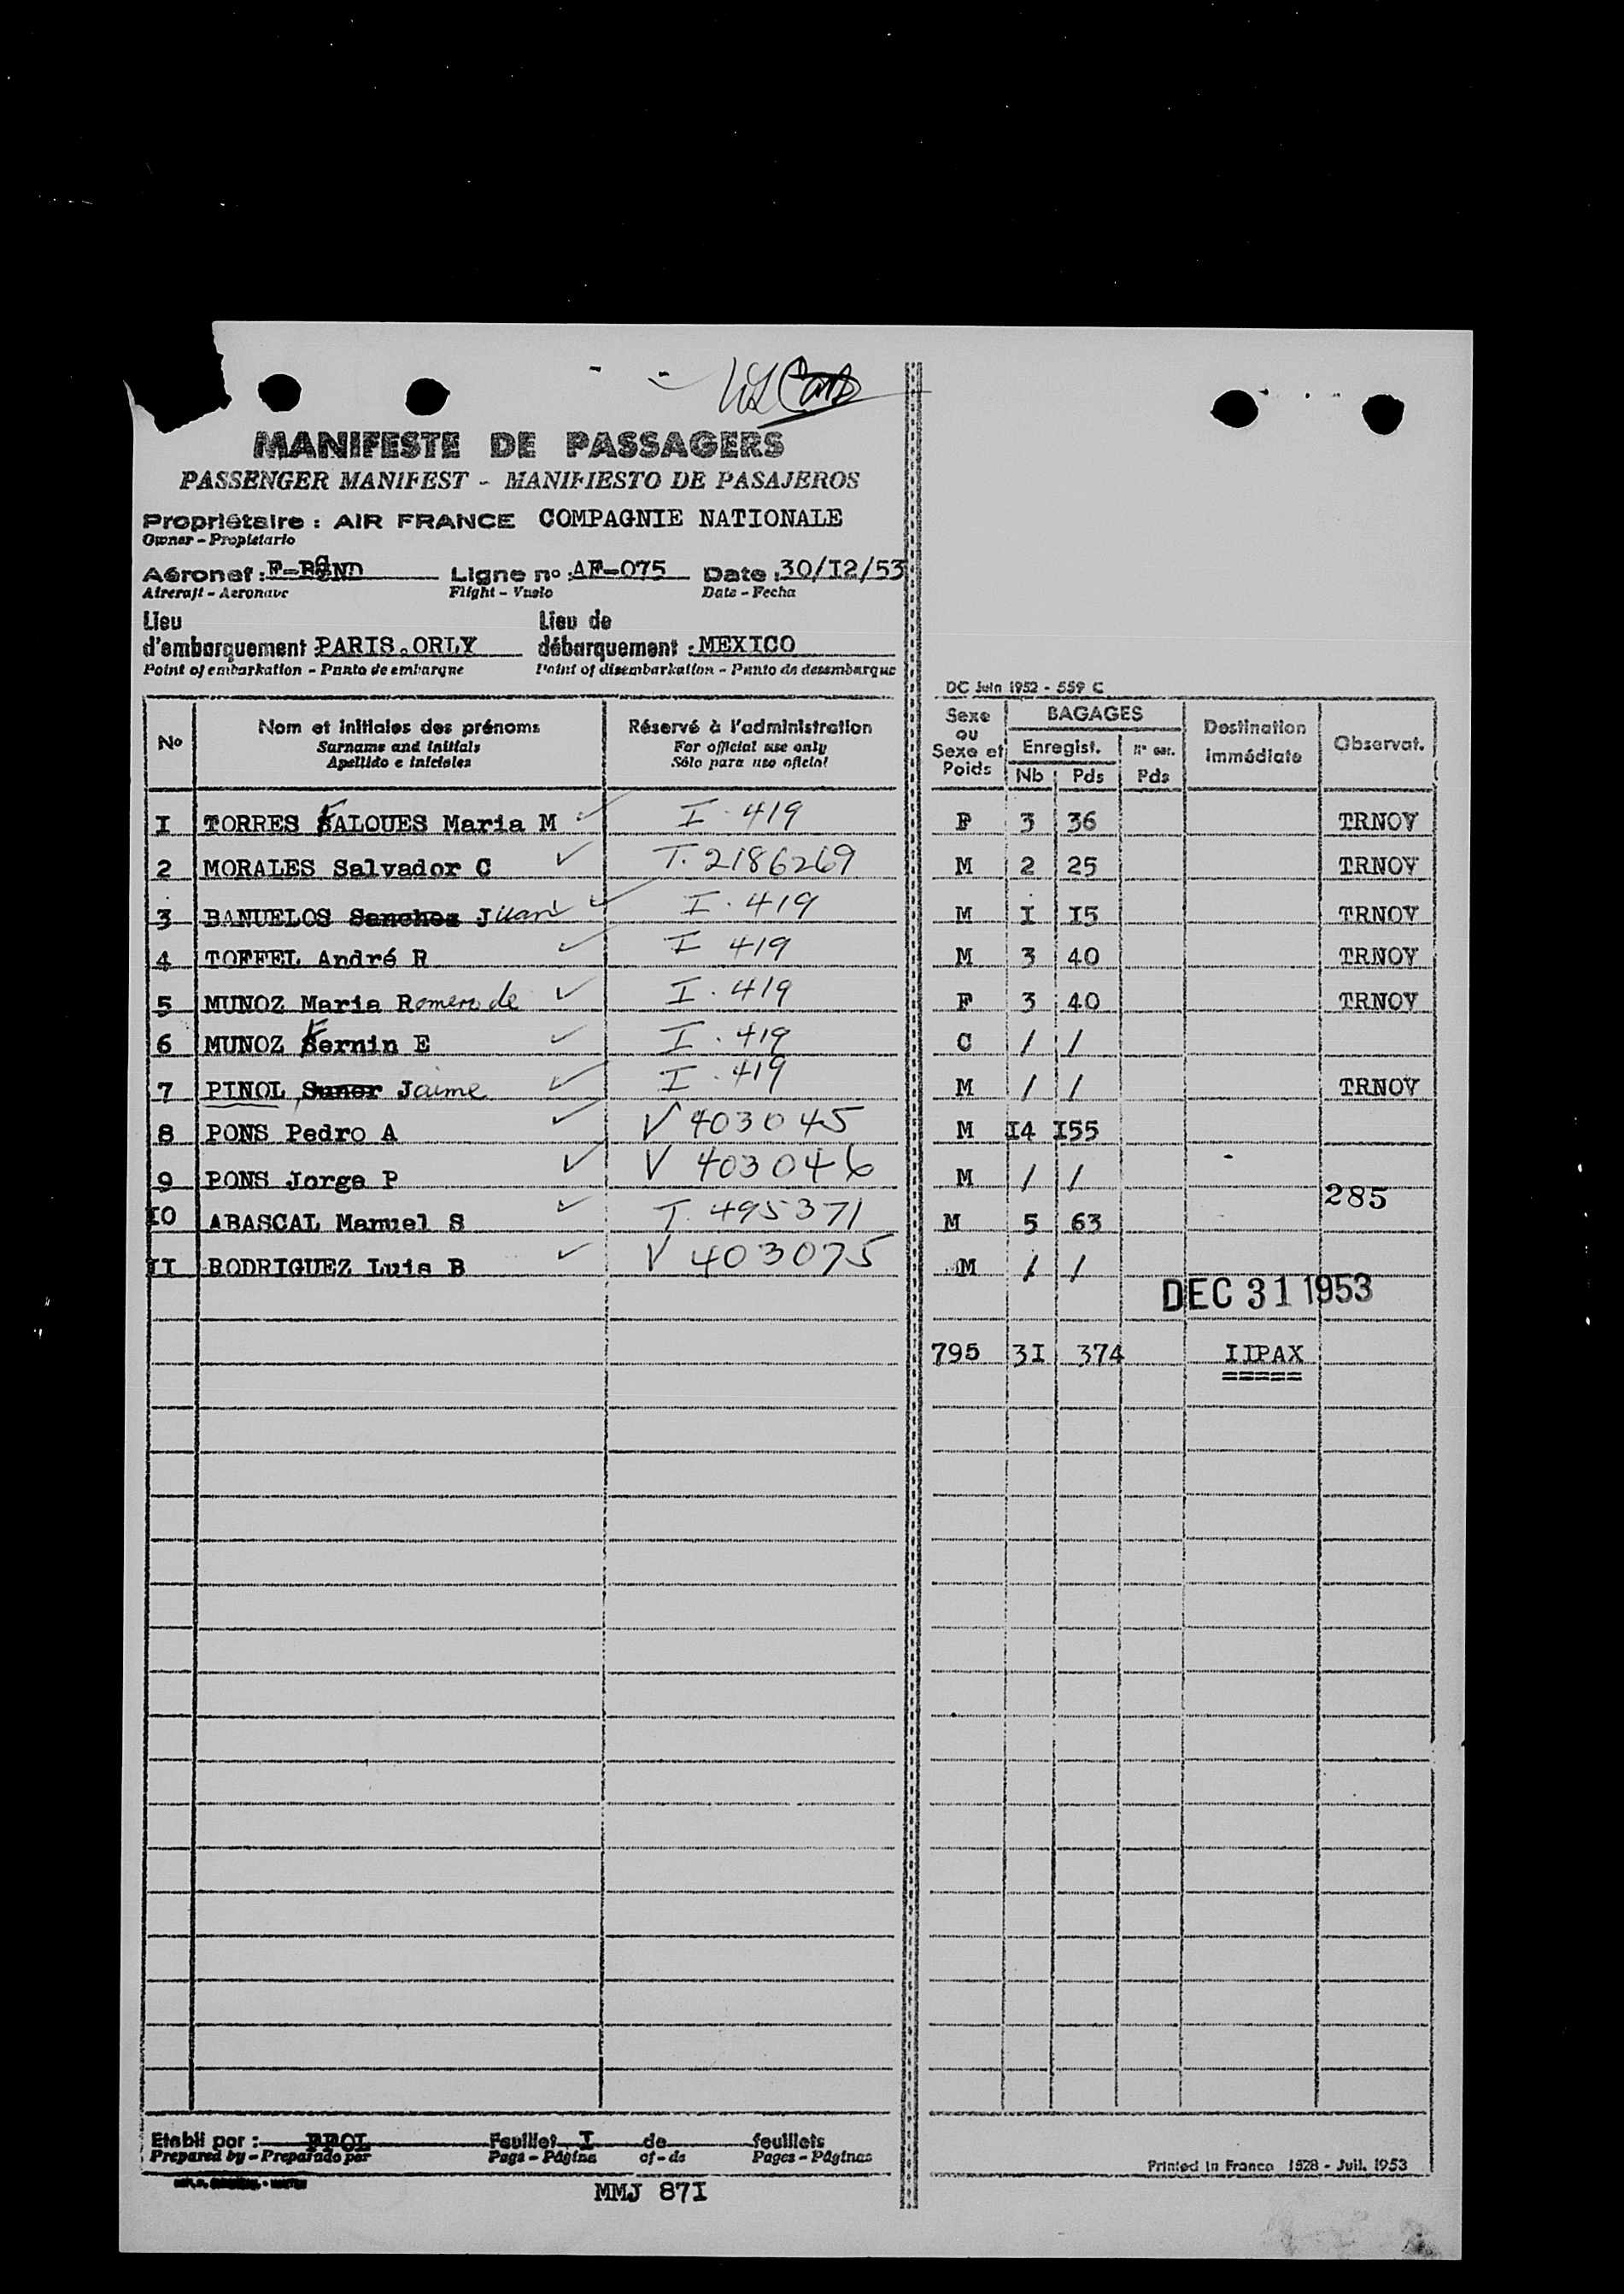 MANIFESTE DE PASSAGERS
PASSENGER MANIFEST - MANIFIESTO DE PASAJEROS
Propriétaire : AIR FRANCE COMPAGNIE NATIONALE
Owner - Propietario
Aéronef : F-BGND Ligne no : AF-075 Date : 30/I2/53
Aircraft - Aeronave Flight - Vuelo Date - Fecha
Lieu d'embarquement : PARIS.ORLY Lieu de débarquement : MEXICO
Point of embarkation - Punto de embarque Point of disembarkation - Punto de desembarque
DC Juin 1952 - 559 C
No Nom et initiales des prénoms Réservé à l'administration Sexe ou Sexe et Poids BAGAGES Destination immédiate Observat.
Surname and initials For official use only Enregist. Nº car.
Apellido e iniciales Sólo para uso oficial Nb Pds Pds
I TORRES FALQUES Maria M I. 419 F 3 36 TRNOV
2 MORALES Salvador C T. 2186269 M 2 25 TRNOV
3 BANUELOS Sanchez Juan I. 419 M I I5 TRNOV
4 TOFFEL André R I 419 M 3 40 TRNOV
5 MUNOZ Maria Romero de I. 419 F 3 40 TRNOV
6 MUNOZ Fernin E I. 419 C / /
7 PINOL, Suner Jaime I. 419 M / / TRNOV
8 PONS Pedro A V 403045 M I4 I55
9 PONS Jorge P V 403046 M / /
285
I0 ABASCAL Manuel S T. 495371 M 5 63
II RODRIGUEZ Luis B V 403075 M / /
DEC 31 1953
795 3I 374 IIPAX
=====
Etabli par : PPOL Feuillet I de feuillets
Prepared by - Preparado por Page - Página of - de Pages - Páginas
Printed in France 1528 - Juil. 1953
MMJ 87I